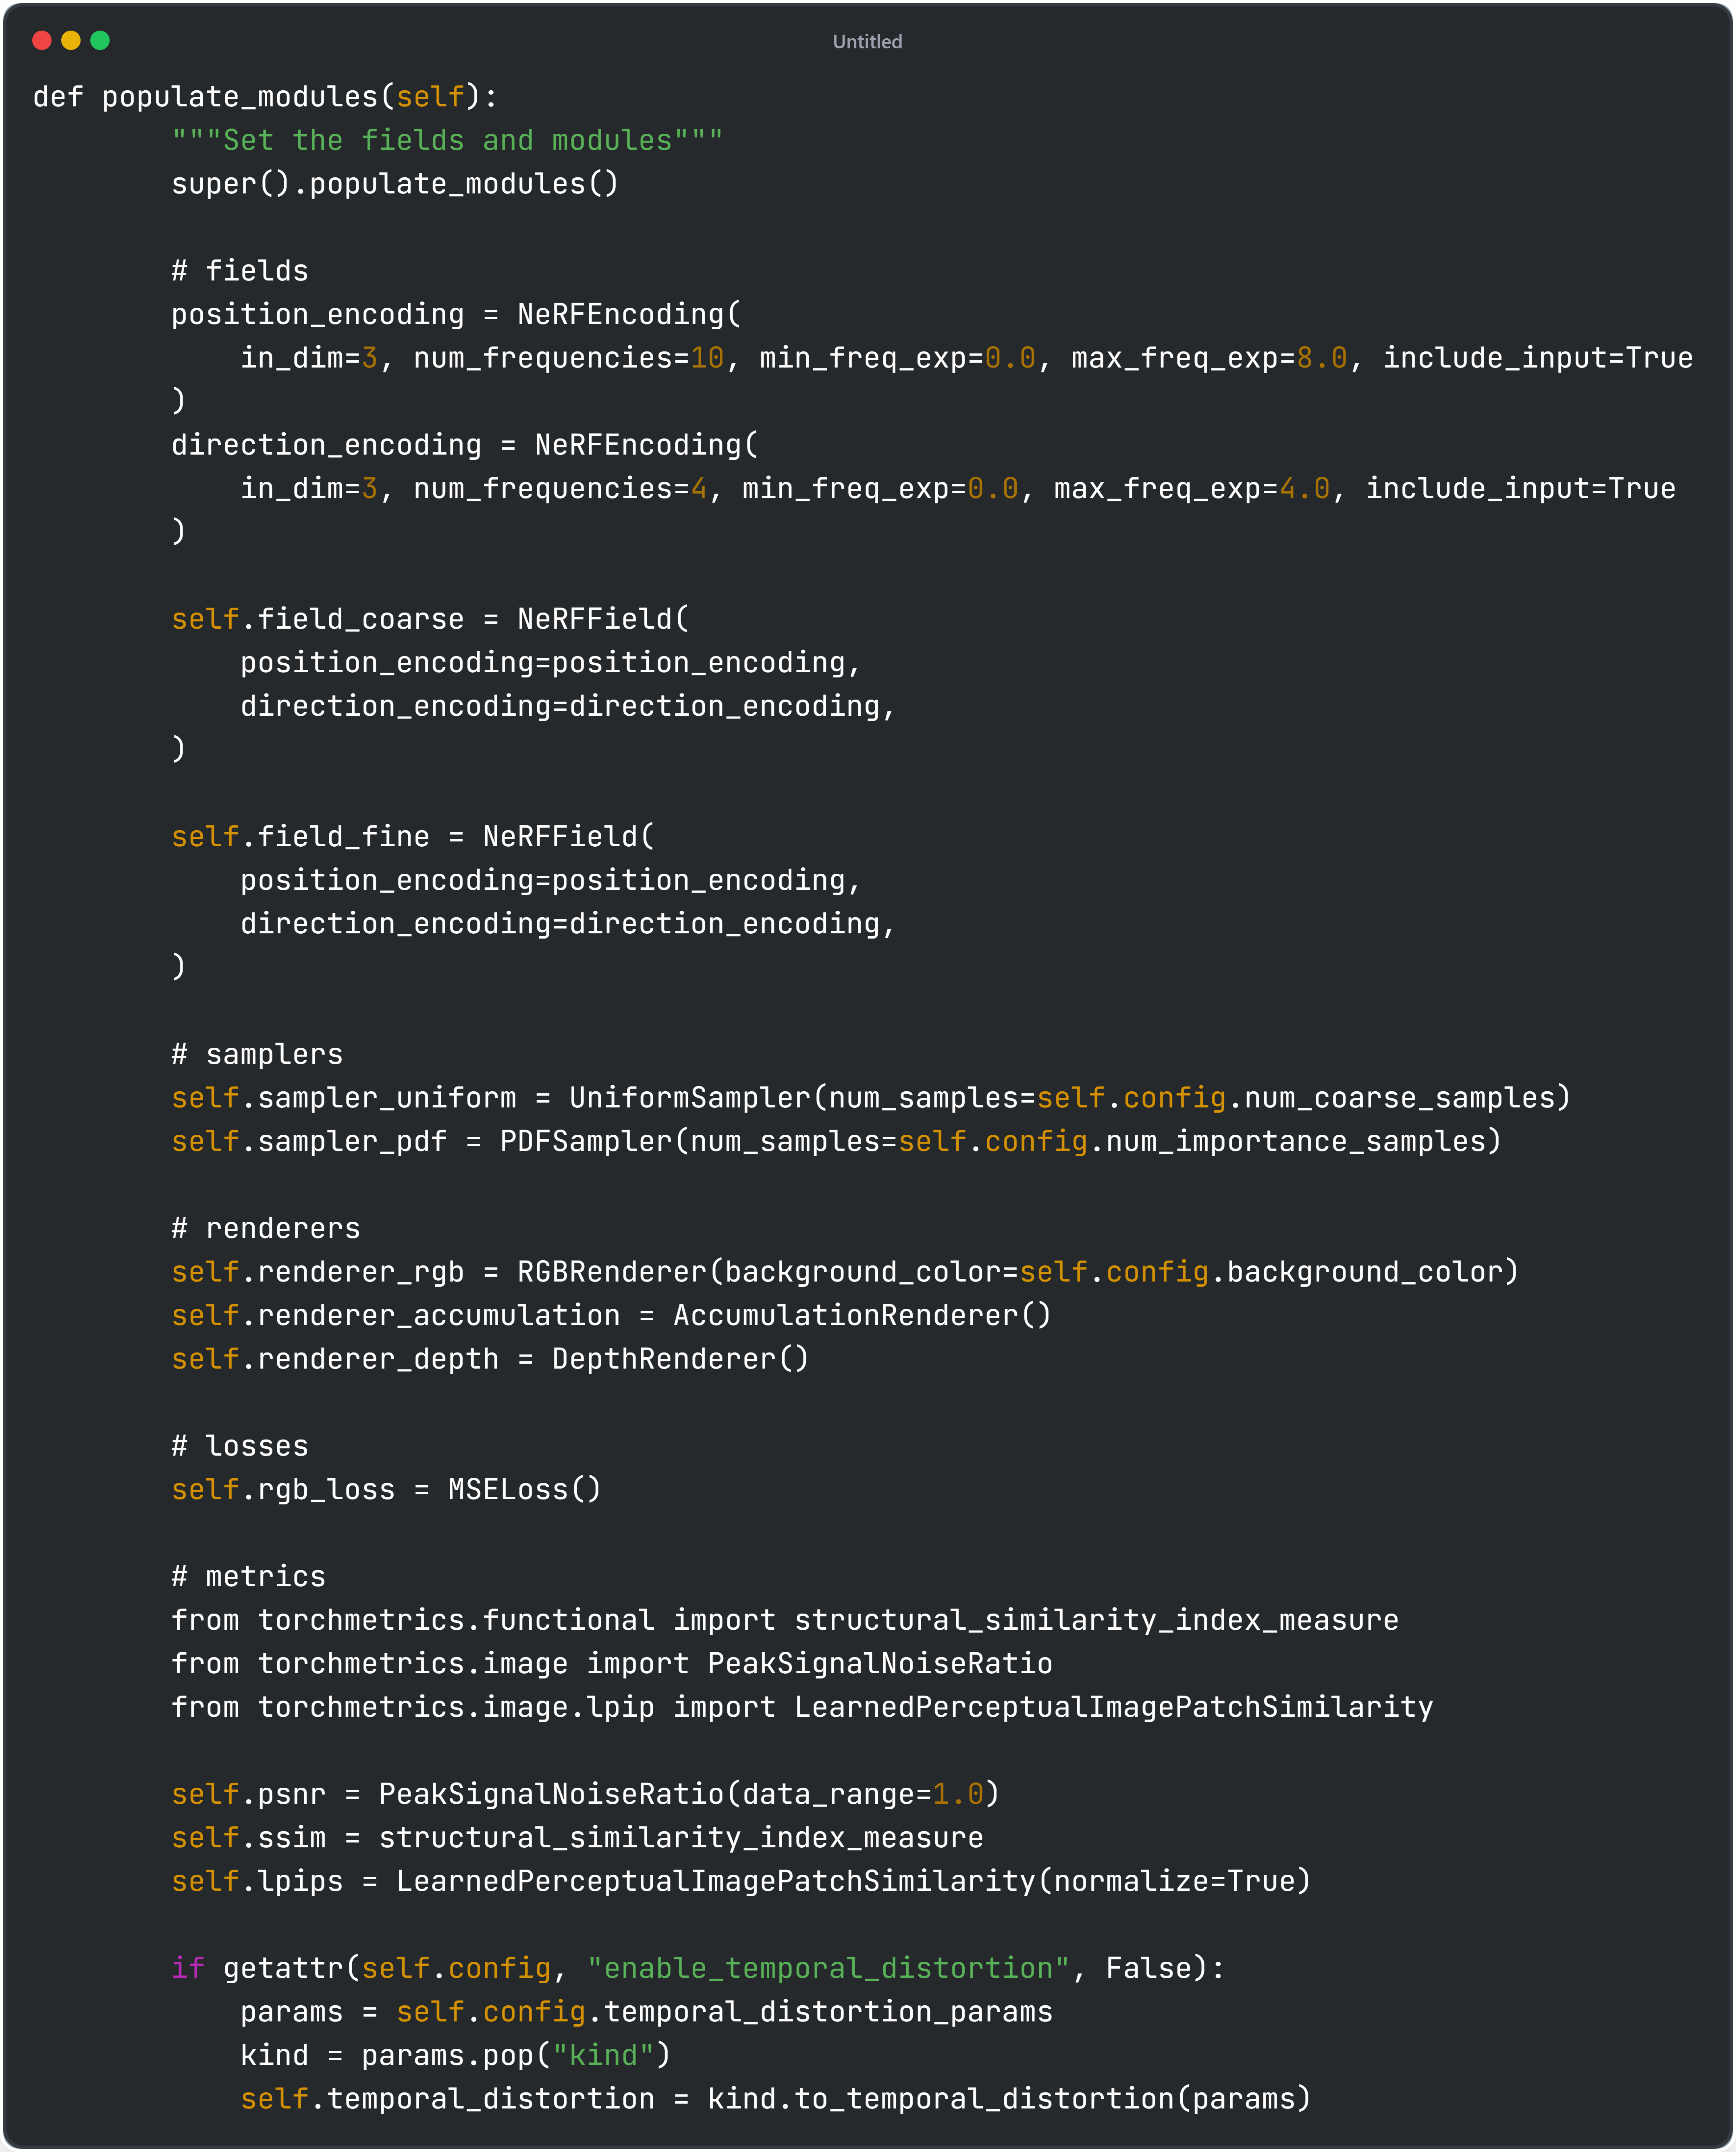 Untitled
def populate_modules(self):
        """Set the fields and modules"""
        super().populate_modules()

        # fields
        position_encoding = NeRFEncoding(
            in_dim=3, num_frequencies=10, min_freq_exp=0.0, max_freq_exp=8.0, include_input=True
        )
        direction_encoding = NeRFEncoding(
            in_dim=3, num_frequencies=4, min_freq_exp=0.0, max_freq_exp=4.0, include_input=True
        )

        self.field_coarse = NeRFField(
            position_encoding=position_encoding,
            direction_encoding=direction_encoding,
        )

        self.field_fine = NeRFField(
            position_encoding=position_encoding,
            direction_encoding=direction_encoding,
        )

        # samplers
        self.sampler_uniform = UniformSampler(num_samples=self.config.num_coarse_samples)
        self.sampler_pdf = PDFSampler(num_samples=self.config.num_importance_samples)

        # renderers
        self.renderer_rgb = RGBRenderer(background_color=self.config.background_color)
        self.renderer_accumulation = AccumulationRenderer()
        self.renderer_depth = DepthRenderer()

        # losses
        self.rgb_loss = MSELoss()

        # metrics
        from torchmetrics.functional import structural_similarity_index_measure
        from torchmetrics.image import PeakSignalNoiseRatio
        from torchmetrics.image.lpip import LearnedPerceptualImagePatchSimilarity

        self.psnr = PeakSignalNoiseRatio(data_range=1.0)
        self.ssim = structural_similarity_index_measure
        self.lpips = LearnedPerceptualImagePatchSimilarity(normalize=True)

        if getattr(self.config, "enable_temporal_distortion", False):
            params = self.config.temporal_distortion_params
            kind = params.pop("kind")
            self.temporal_distortion = kind.to_temporal_distortion(params)